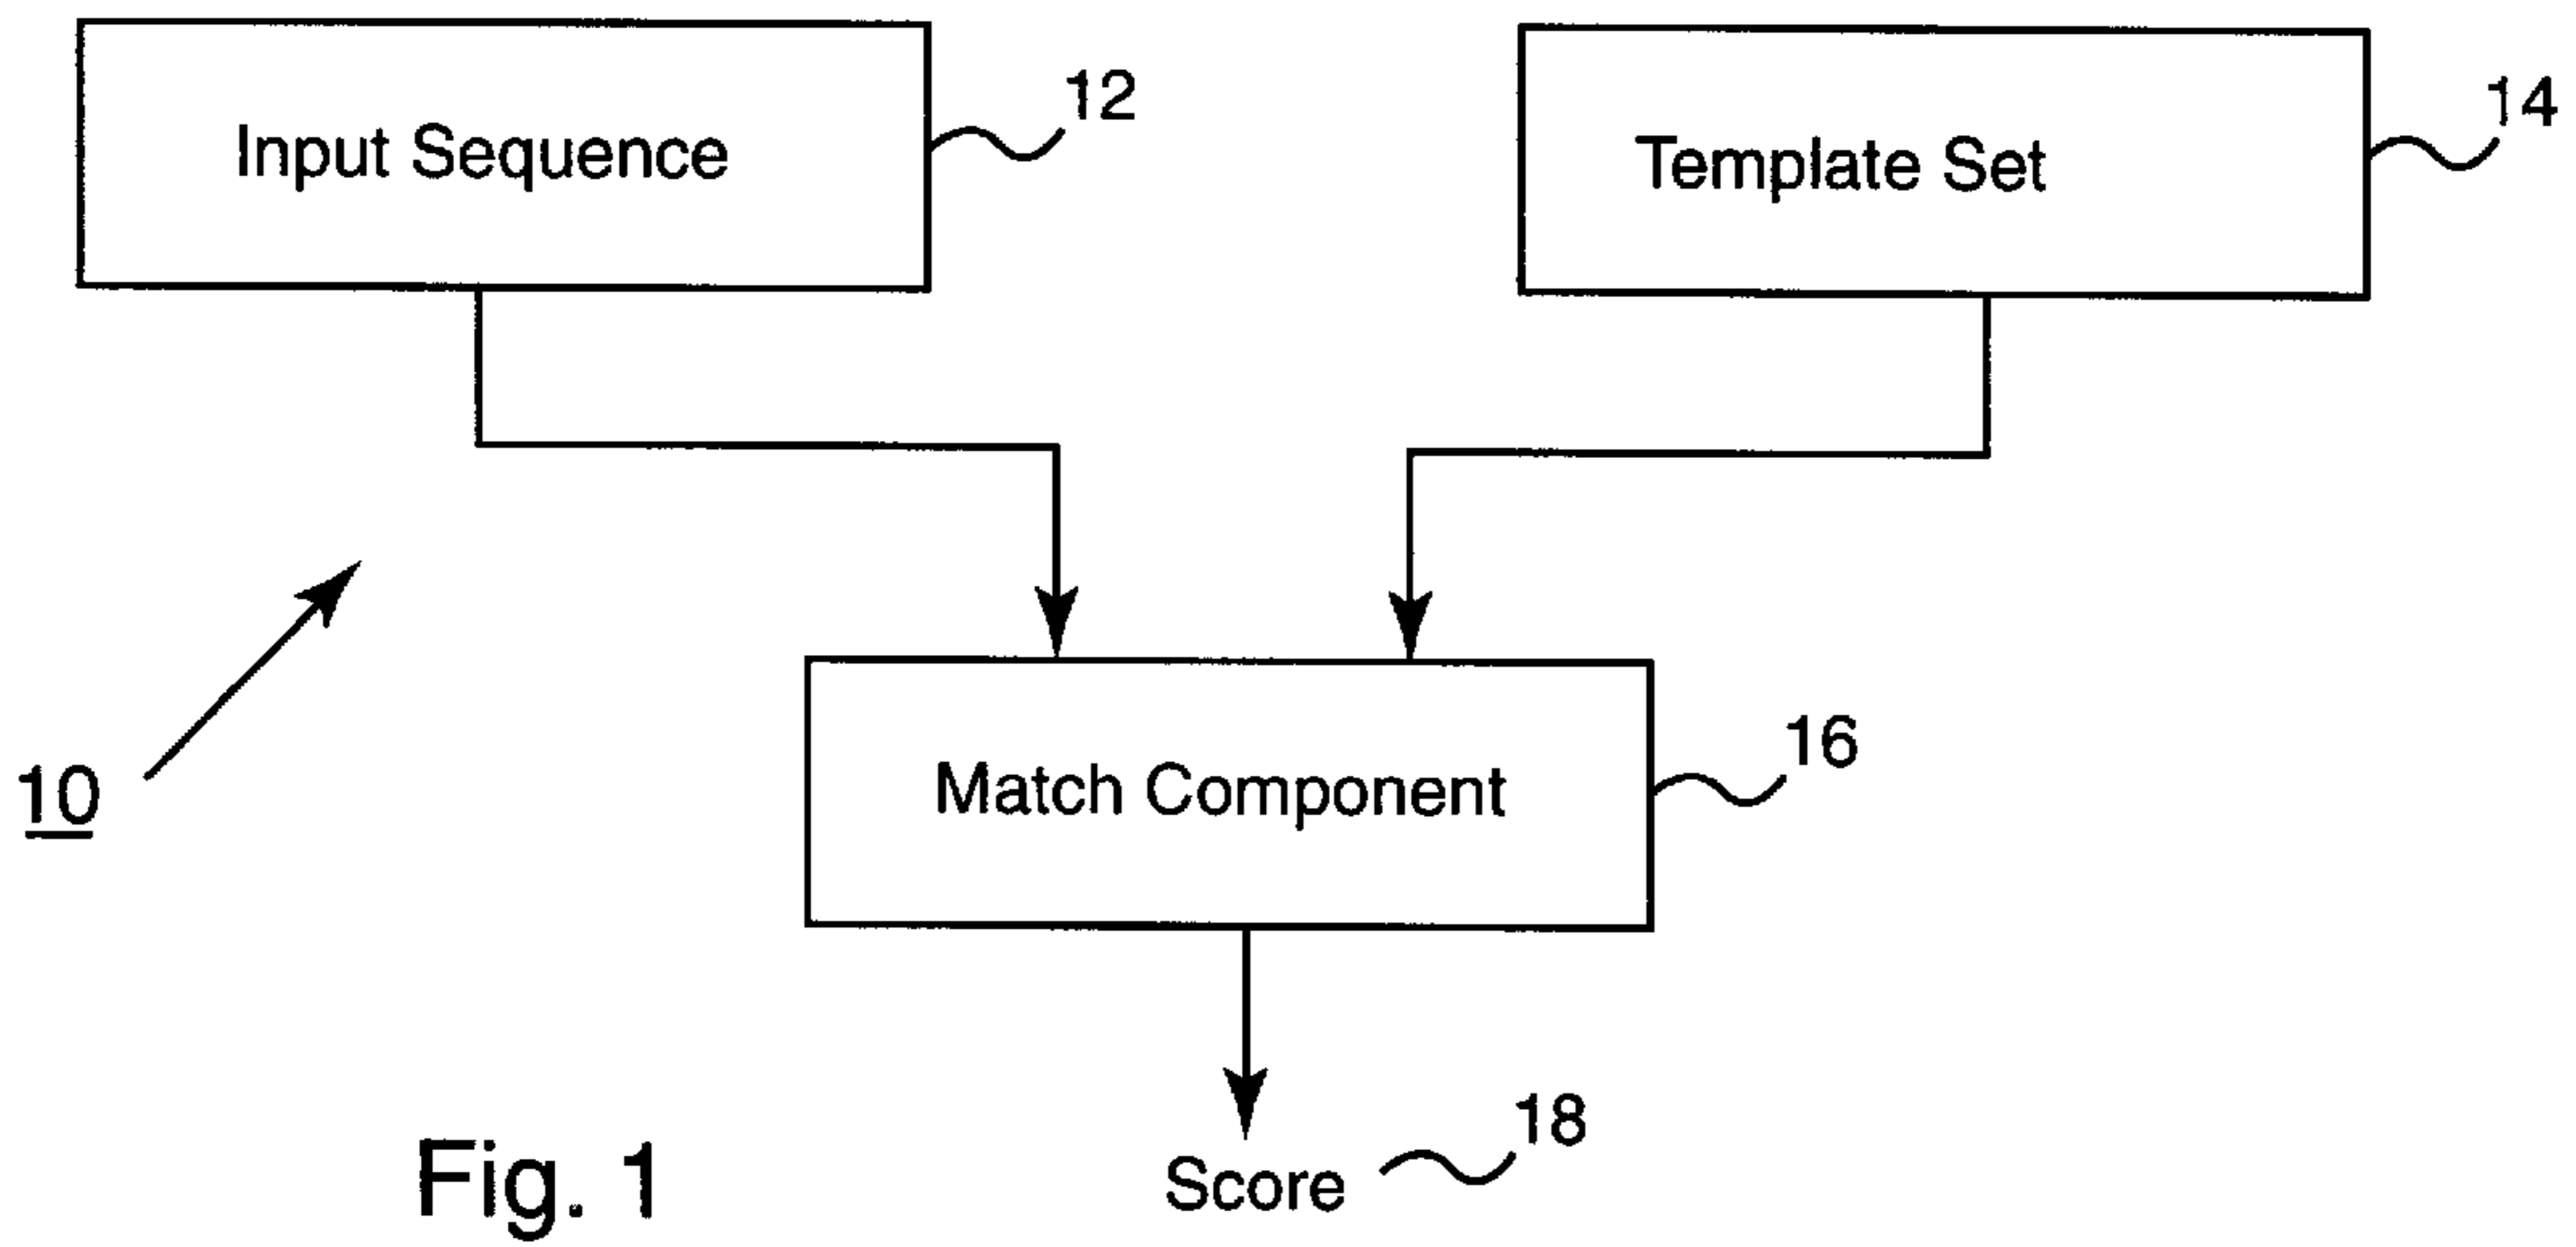 12
Input Sequence
14
Template Set
16
Match Component
10
18
Score
Fig. 1